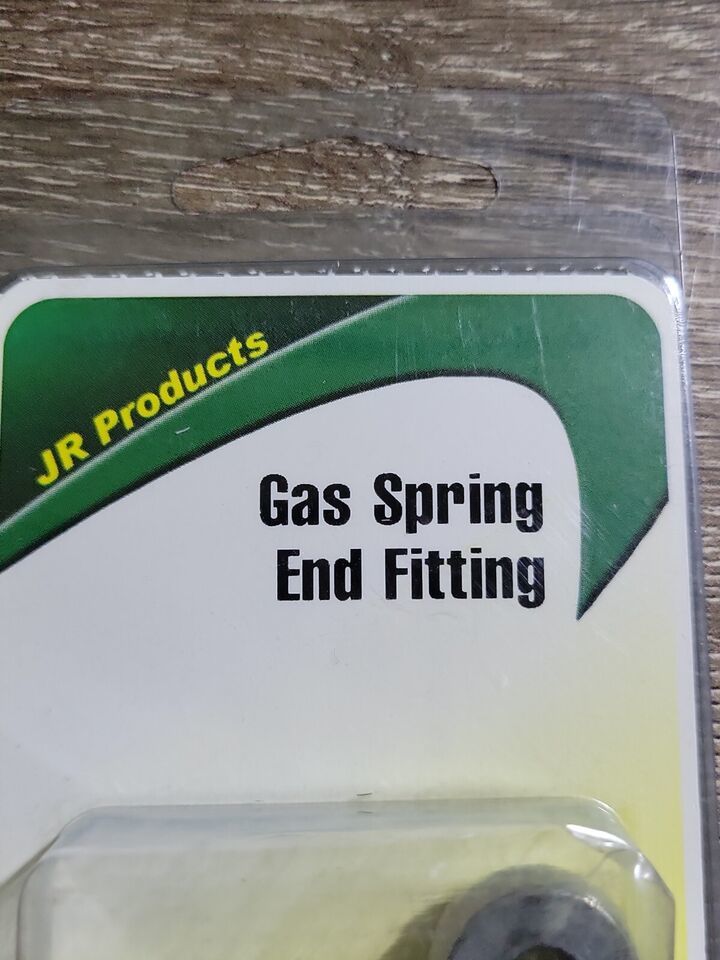 JR Products
Gas Spring
End Fitting